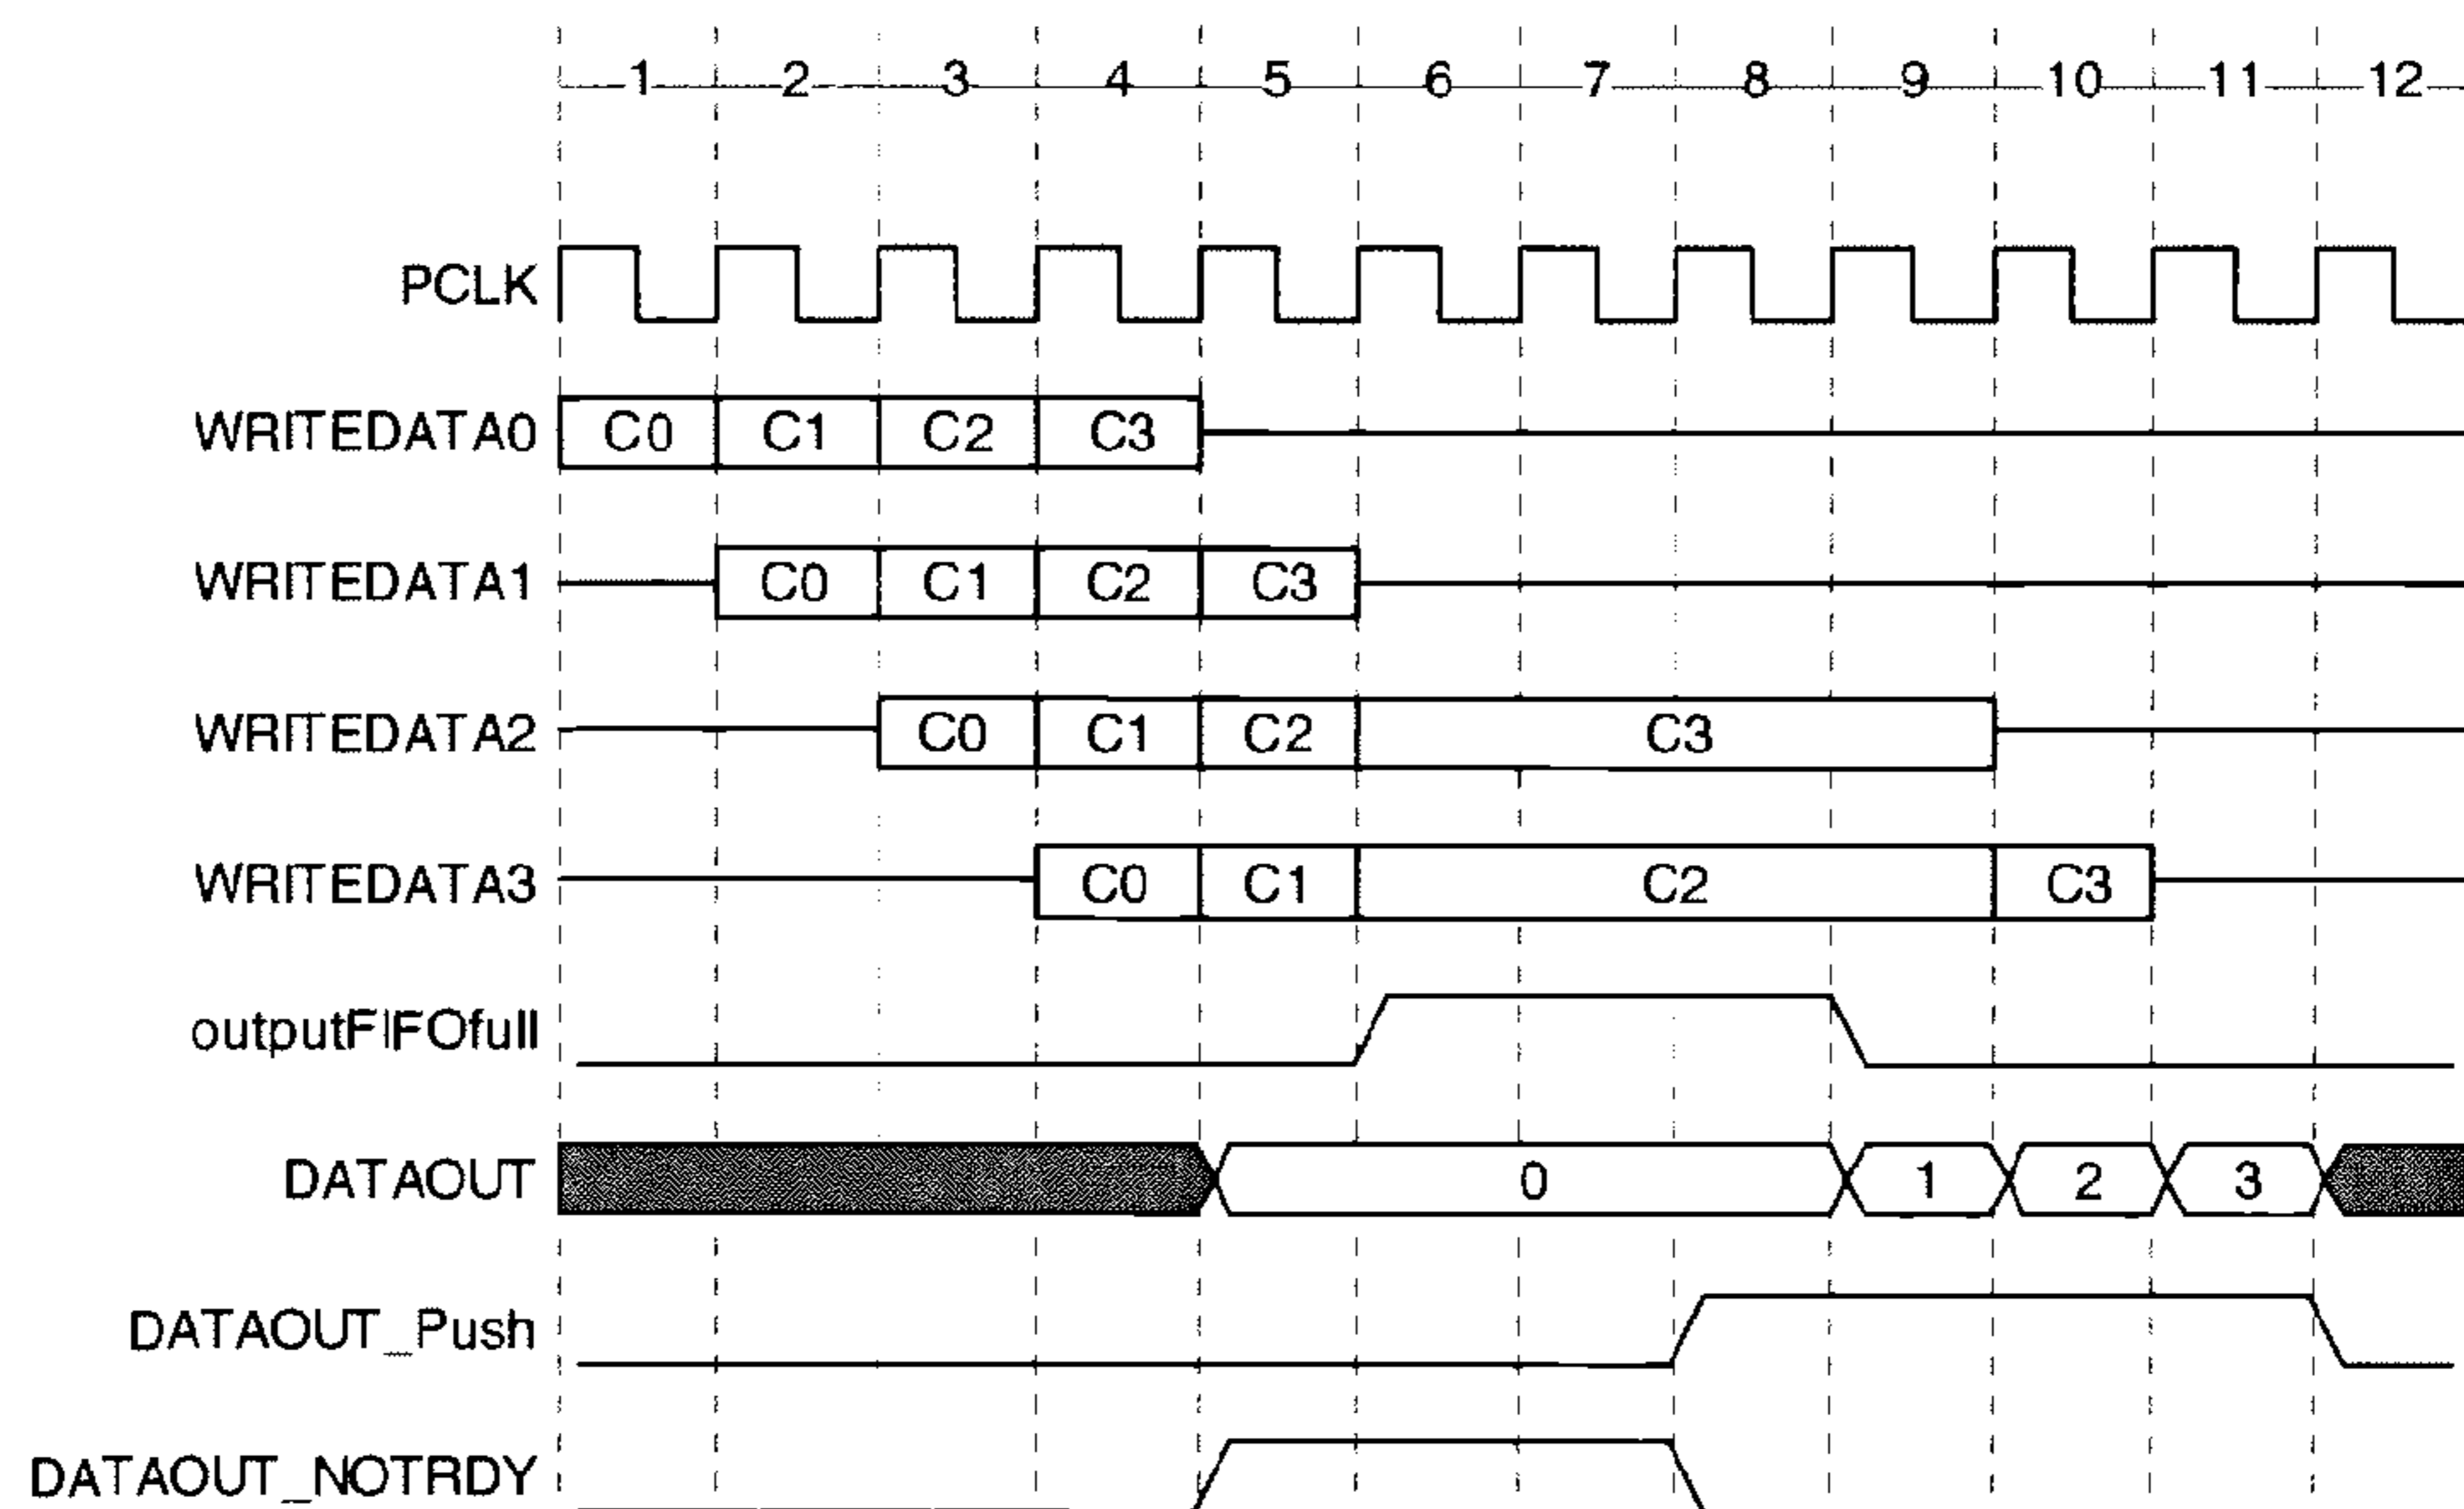 1 2 3 4 5 6 7 8 9 10 11 12
PCLK
WRITEDATA0 C0 C1 C2 C3
WRITEDATA1 C0 C1 C2 C3
WRITEDATA2 C0 C1 C2 C3
WRITEDATA3 C0 C1 C2 C3
outputFIFOfull
DATAOUT 0 1 2 3
DATAOUT_Push
DATAOUT_NOTRDY